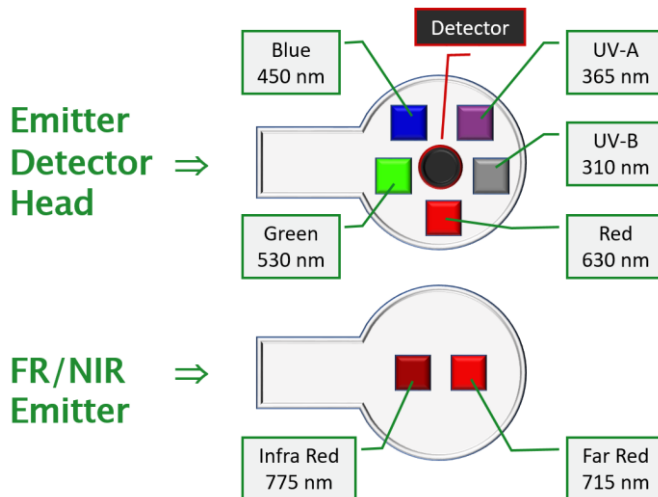 Detector
Blue
450 nm
UV-A
365 nm
Emitter
Detector ⇒
Head
UV-B
310 nm
Green
530 nm
Red
630 nm
FR/NIR ⇒
Emitter
Infra Red
775 nm
Far Red
715 nm